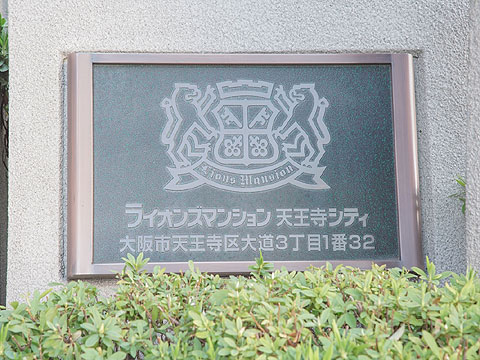 Lions Mansion
ライオンズマンション 天王寺シティ
大阪市天王寺区大道3丁目1番32